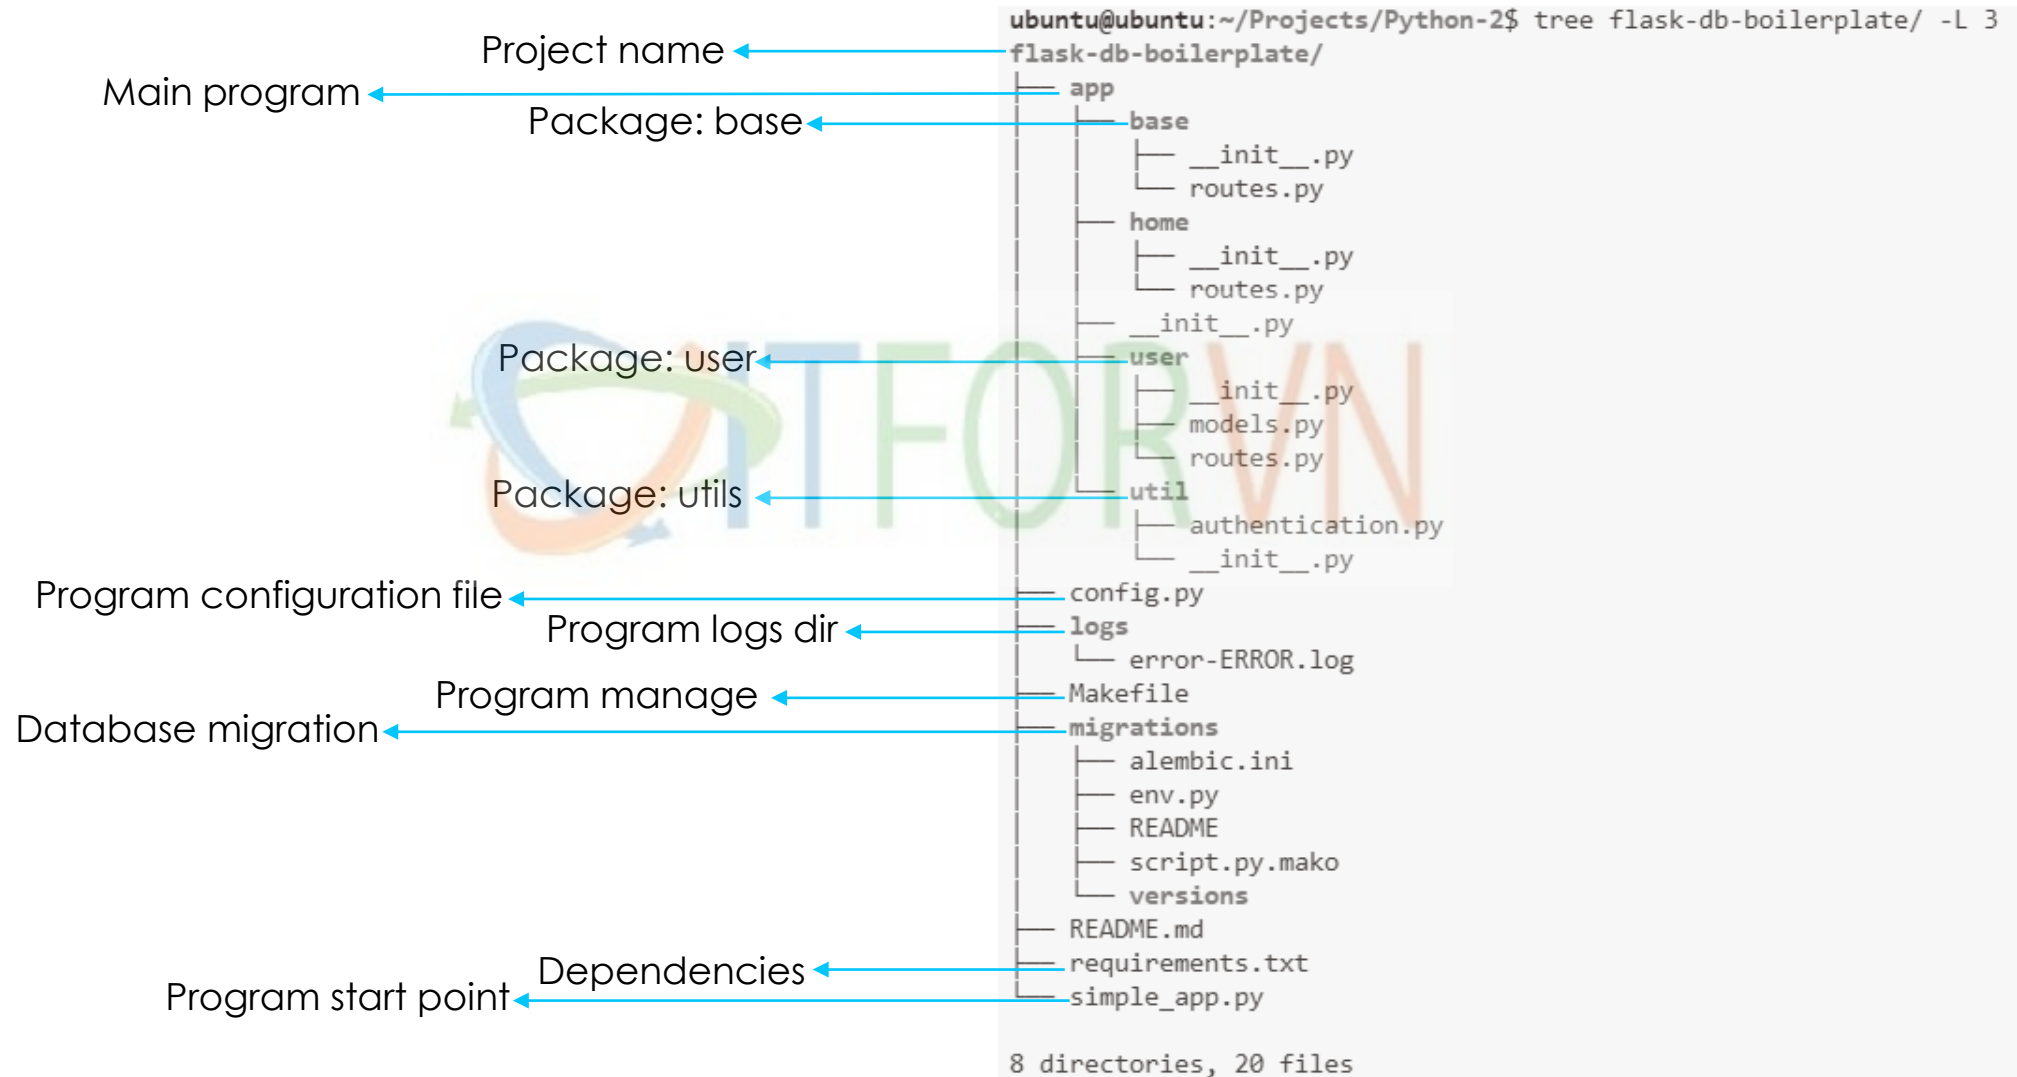 ubuntu@ubuntu:~/Projects/Python-2$ tree flask-db-boilerplate/ -L 3
Project name flask-db-boilerplate/
Main program ├── app
Package: base │   ├── base
│   │   ├── __init__.py
│   │   └── routes.py
│   ├── home
│   │   ├── __init__.py
│   │   └── routes.py
│   ├── __init__.py
Package: user │   ├── user
│   │   ├── __init__.py
│   │   ├── models.py
│   │   └── routes.py
ITFORVN
Package: utils │   └── util
│       ├── authentication.py
│       └── __init__.py
Program configuration file ├── config.py
Program logs dir ├── logs
│   └── error-ERROR.log
Program manage ├── Makefile
Database migration ├── migrations
│   ├── alembic.ini
│   ├── env.py
│   ├── README
│   ├── script.py.mako
│   └── versions
├── README.md
Dependencies ├── requirements.txt
Program start point └── simple_app.py
8 directories, 20 files